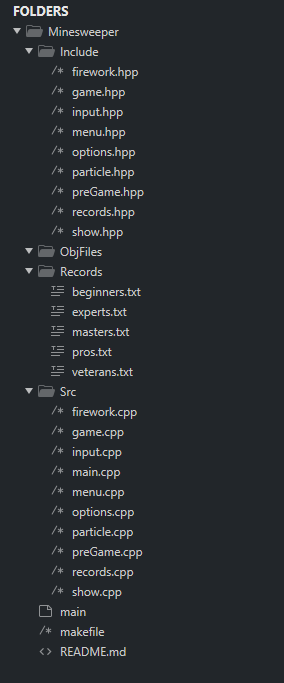 FOLDERS
Minesweeper
Include
firework.hpp
game.hpp
input.hpp
menu.hpp
options.hpp
particle.hpp
preGame.hpp
records.hpp
show.hpp
ObjFiles
Records
beginners.txt
experts.txt
masters.txt
pros.txt
veterans.txt
Src
firework.cpp
game.cpp
input.cpp
main.cpp
menu.cpp
options.cpp
particle.cpp
preGame.cpp
records.cpp
show.cpp
main
makefile
README.md